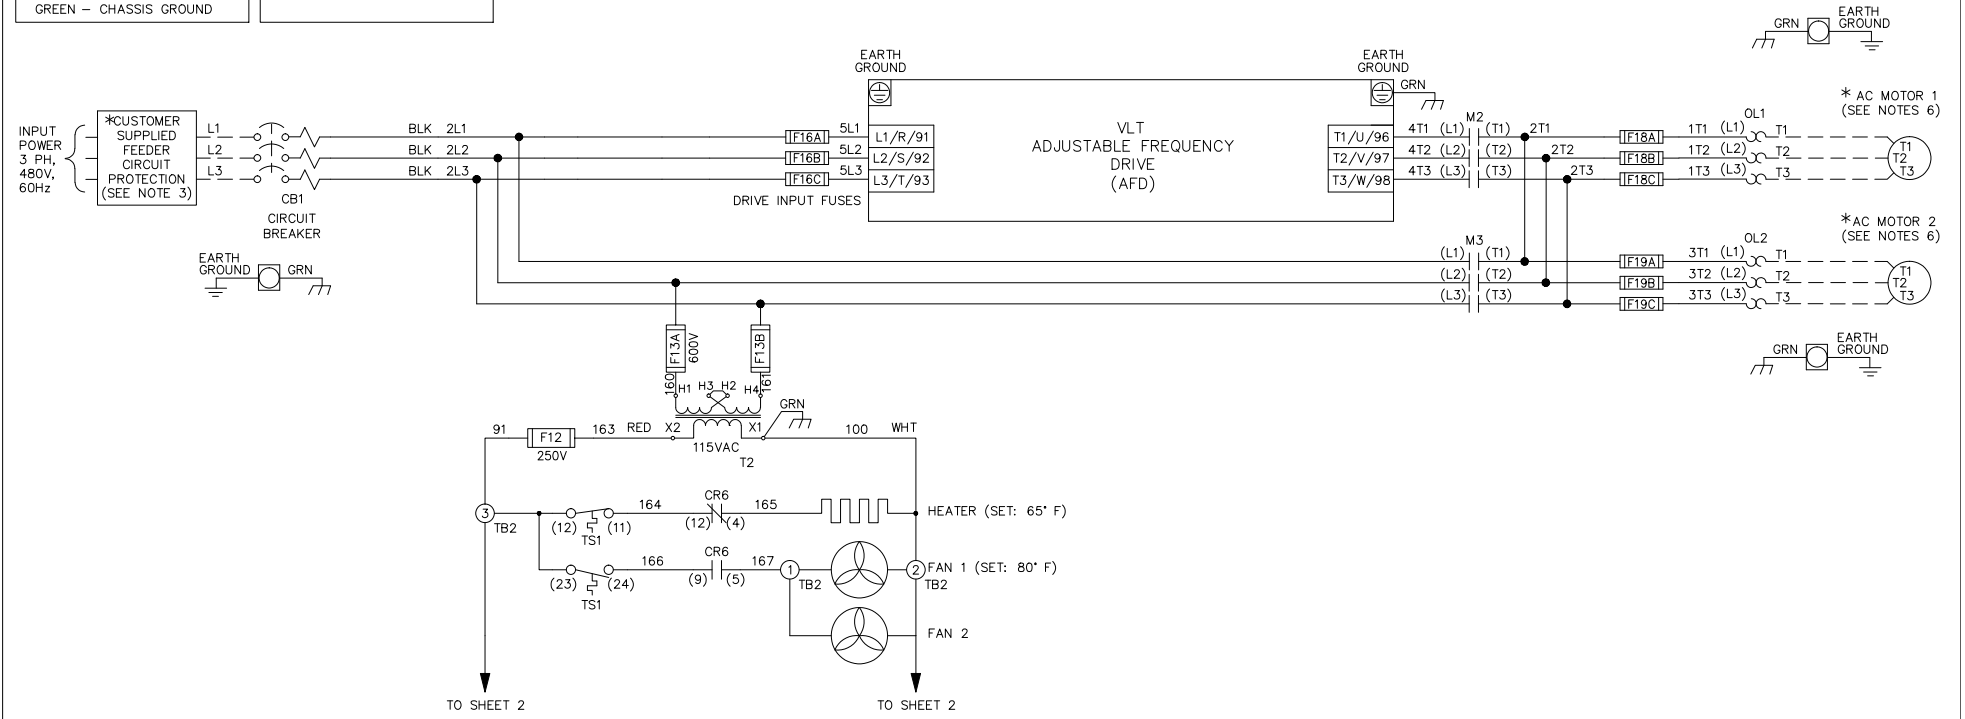 GREEN – CHASSIS GROUND
INPUT
POWER
3 PH,
480V,
60Hz
*CUSTOMER
SUPPLIED
FEEDER
CIRCUIT
PROTECTION
(SEE NOTE 3)
L1
L2
L3
CB1
CIRCUIT
BREAKER
BLK 2L1
BLK 2L2
BLK 2L3
F16A
F16B
F16C
5L1
5L2
5L3
DRIVE INPUT FUSES
EARTH
GROUND
L1/R/91
L2/S/92
L3/T/93
VLT
ADJUSTABLE FREQUENCY
DRIVE
(AFD)
EARTH
GROUND
GRN
T1/U/96
T2/V/97
T3/W/98
4T1 (L1) M2 (T1) 2T1
4T2 (L2) (T2) 2T2
4T3 (L3) (T3) 2T3
F18A
F18B
F18C
OL1
1T1 (L1) T1
1T2 (L2) T2
1T3 (L3) T3
GRN
EARTH
GROUND
* AC MOTOR 1
(SEE NOTES 6)
T1
T2
T3
M3
(L1) (T1)
(L2) (T2)
(L3) (T3)
F19A
F19B
F19C
OL2
3T1 (L1) T1
3T2 (L2) T2
3T3 (L3) T3
*AC MOTOR 2
(SEE NOTES 6)
T1
T2
T3
GRN
EARTH
GROUND
EARTH
GROUND
GRN
F13A
600V
F13B
160
161
H1 H3 H2 H4
GRN
91
F12
250V
163 RED X2
X1
115VAC
T2
100 WHT
3
TB2
(12) (11)
TS1
164
CR6
(12) (4)
165
HEATER (SET: 65° F)
(23) (24)
TS1
166
CR6
(9) (5)
167
1
TB2
2
TB2
FAN 1 (SET: 80° F)
FAN 2
TO SHEET 2
TO SHEET 2